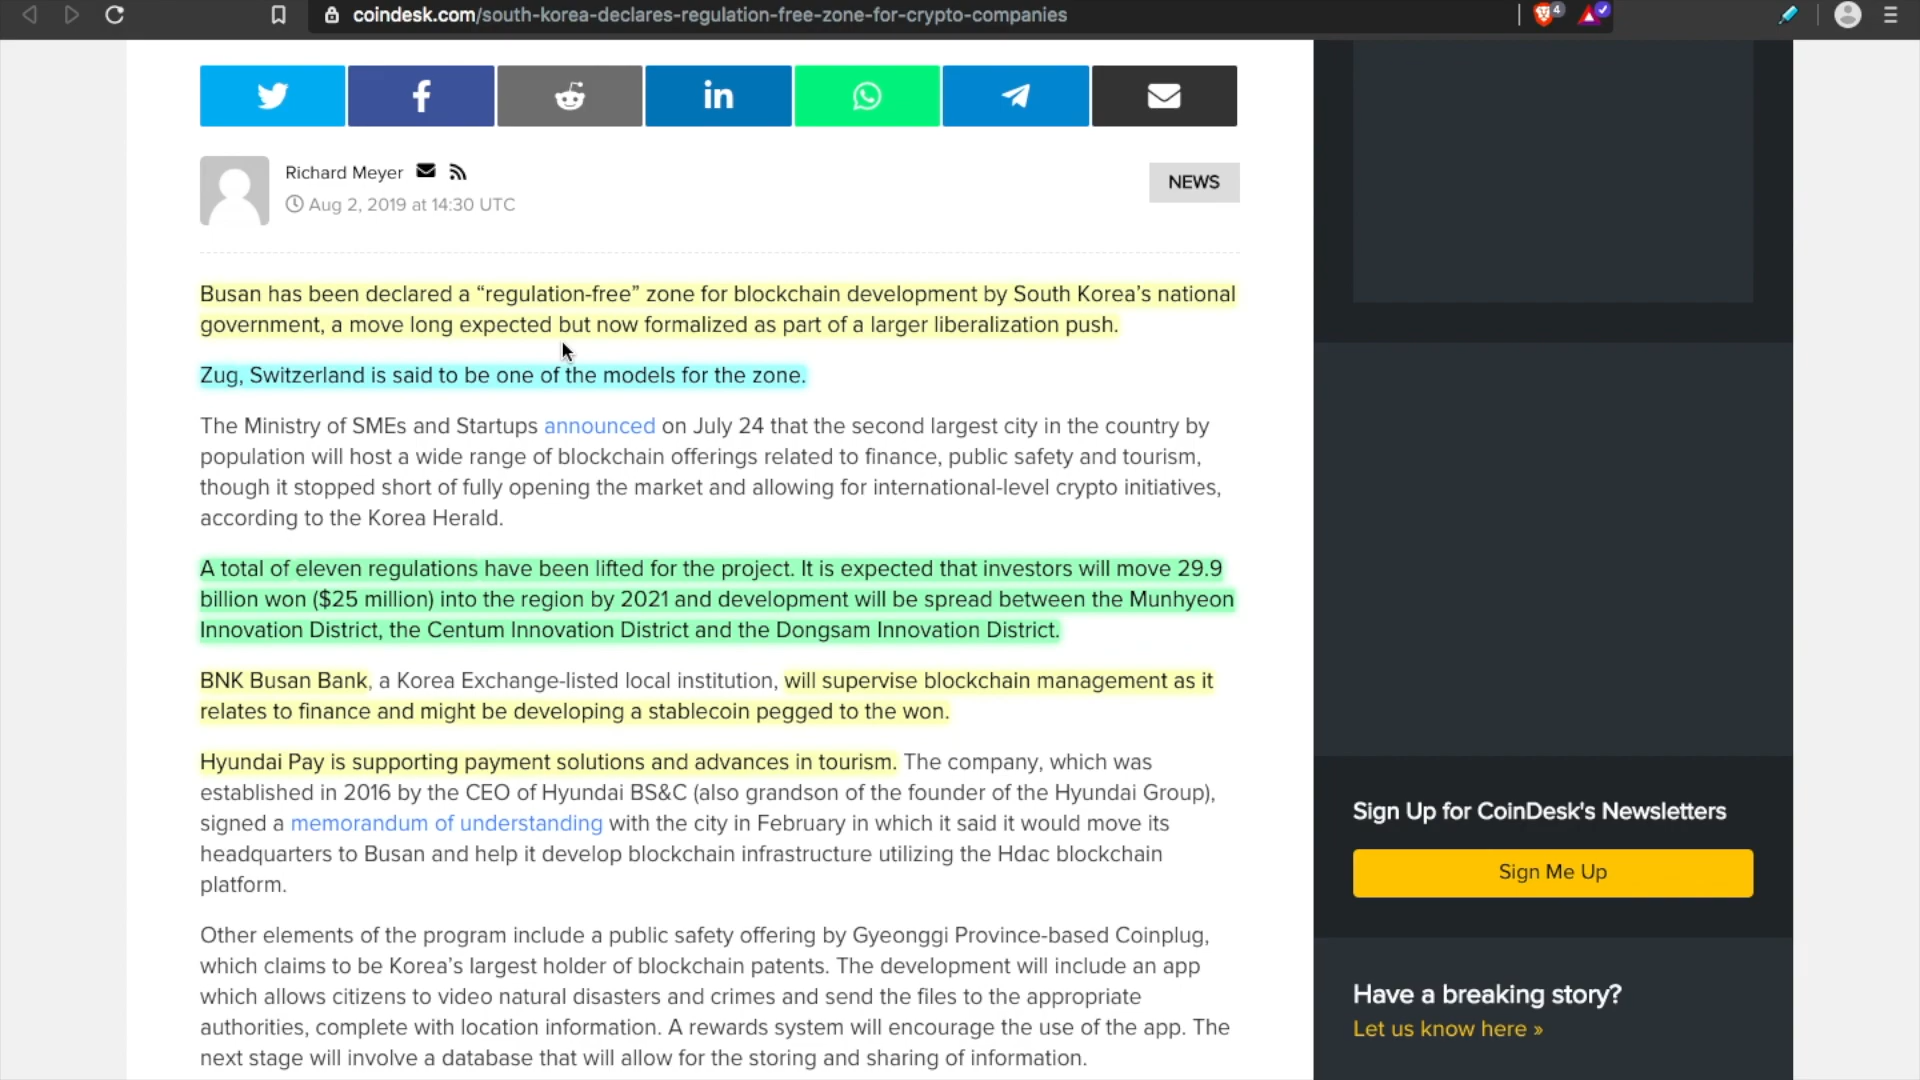 coindesk.com/south-korea-declares-regulation-free-zone-for-crypto-companies
4
in
Richard Meyer
Aug 2, 2019 at 14:30 UTC
NEWS
Busan has been declared a “regulation-free” zone for blockchain development by South Korea’s national
government, a move long expected but now formalized as part of a larger liberalization push.
Zug, Switzerland is said to be one of the models for the zone.
The Ministry of SMEs and Startups announced on July 24 that the second largest city in the country by
population will host a wide range of blockchain offerings related to finance, public safety and tourism,
though it stopped short of fully opening the market and allowing for international-level crypto initiatives,
according to the Korea Herald.
A total of eleven regulations have been lifted for the project. It is expected that investors will move 29.9
billion won ($25 million) into the region by 2021 and development will be spread between the Munhyeon
Innovation District, the Centum Innovation District and the Dongsam Innovation District.
BNK Busan Bank, a Korea Exchange-listed local institution, will supervise blockchain management as it
relates to finance and might be developing a stablecoin pegged to the won.
Hyundai Pay is supporting payment solutions and advances in tourism. The company, which was
established in 2016 by the CEO of Hyundai BS&C (also grandson of the founder of the Hyundai Group),
signed a memorandum of understanding with the city in February in which it said it would move its
headquarters to Busan and help it develop blockchain infrastructure utilizing the Hdac blockchain
platform.
Other elements of the program include a public safety offering by Gyeonggi Province-based Coinplug,
which claims to be Korea’s largest holder of blockchain patents. The development will include an app
which allows citizens to video natural disasters and crimes and send the files to the appropriate
authorities, complete with location information. A rewards system will encourage the use of the app. The
next stage will involve a database that will allow for the storing and sharing of information.
Sign Up for CoinDesk's Newsletters
Sign Me Up
Have a breaking story?
Let us know here »